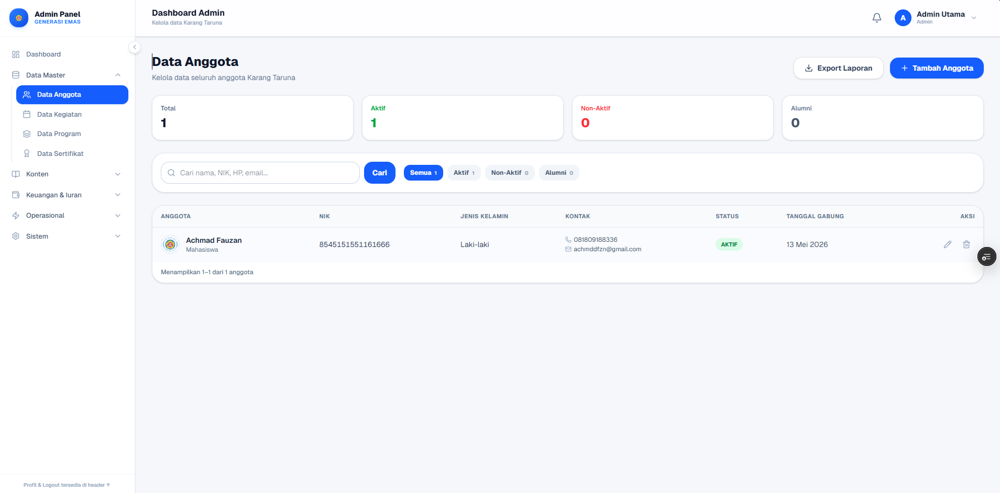 Admin Panel
GENERASI EMAS
Dashboard
Data Master
Data Anggota
Data Kegiatan
Data Program
Data Sertifikat
Konten
Keuangan & Iuran
Operasional
Sistem
Profil & Logout tersedia di header ↑
Dashboard Admin
Kelola data Karang Taruna
A
Admin Utama
Admin
Data Anggota
Kelola data seluruh anggota Karang Taruna
Export Laporan
+ Tambah Anggota
Total
1
Aktif
1
Non-Aktif
0
Alumni
0
Cari nama, NIK, HP, email...
Cari
Semua 1
Aktif 1
Non-Aktif 0
Alumni 0
ANGGOTA NIK JENIS KELAMIN KONTAK STATUS TANGGAL GABUNG AKSI
Achmad Fauzan
Mahasiswa
8545151551161666
Laki-laki
081809188336
achmddfzn@gmail.com
AKTIF
13 Mei 2026
Menampilkan 1–1 dari 1 anggota